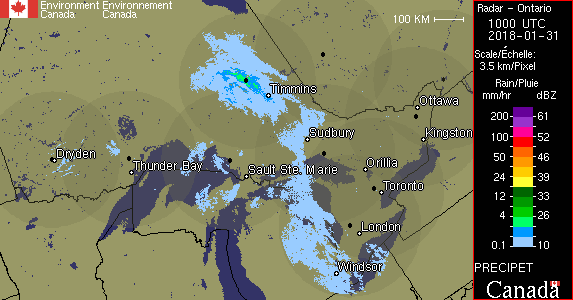 Environment Environnement
Canada Canada
100 KM
Timmins
Ottawa
Sudbury
Kingston
Dryden
Thunder Bay
Sault Ste. Marie
Orillia
Toronto
London
Windsor
Radar - Ontario
1000 UTC
2018-01-31
Scale/Échelle:
3.5 km/Pixel
Rain/Pluie
mm/hr dBZ
200 61
100 52
50 46
24 39
12 33
4 26
0.1 10
PRECIPET
Canada